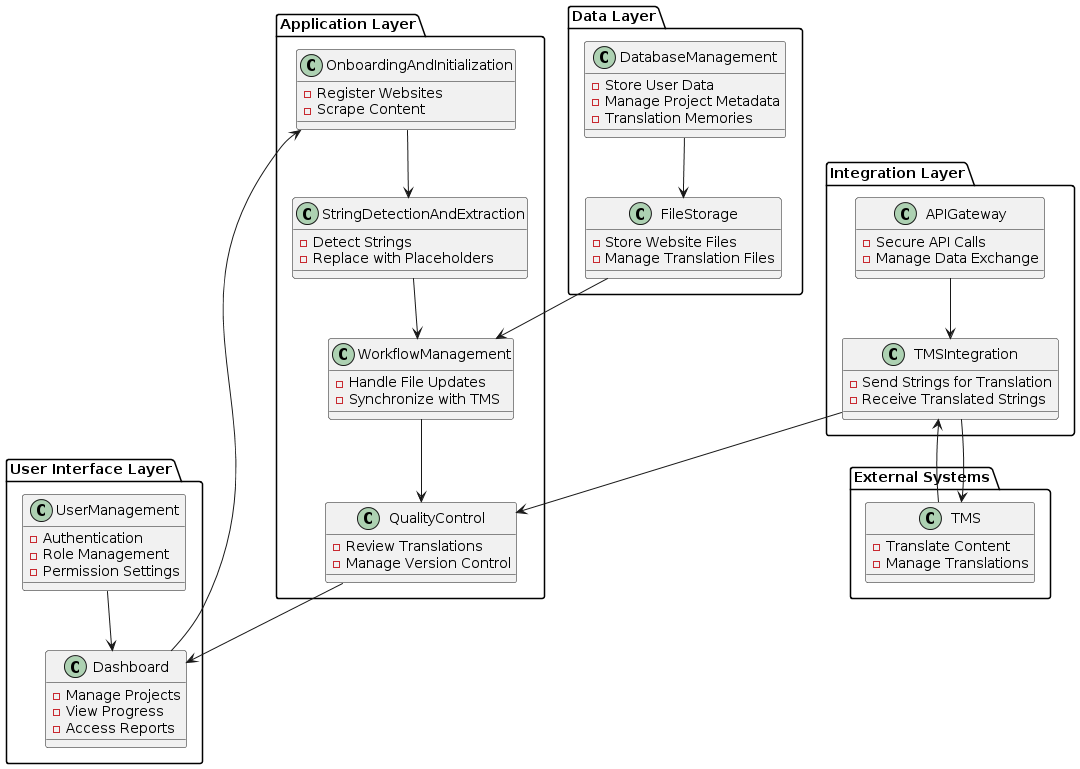 Application Layer
C OnboardingAndInitialization
Register Websites
Scrape Content
C StringDetectionAndExtraction
Detect Strings
Replace with Placeholders
C WorkflowManagement
Handle File Updates
Synchronize with TMS
C QualityControl
Review Translations
Manage Version Control
Data Layer
C DatabaseManagement
Store User Data
Manage Project Metadata
Translation Memories
C FileStorage
Store Website Files
Manage Translation Files
Integration Layer
C APIGateway
Secure API Calls
Manage Data Exchange
C TMSIntegration
Send Strings for Translation
Receive Translated Strings
External Systems
C TMS
Translate Content
Manage Translations
User Interface Layer
C UserManagement
Authentication
Role Management
Permission Settings
C Dashboard
Manage Projects
View Progress
Access Reports